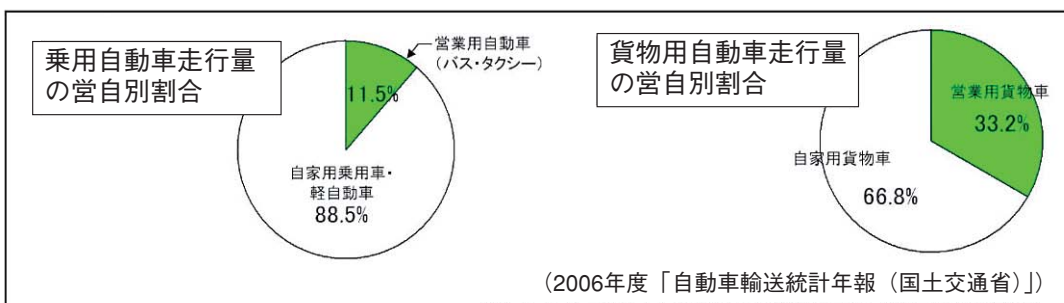 乗用自動車走行量
の営自別割合
営業用自動車
（バス・タクシー）
11.5%
自家用乗用車・
軽自動車
88.5%
貨物用自動車走行量
の営自別割合
営業用貨物車
33.2%
自家用貨物車
66.8%
（2006年度「自動車輸送統計年報（国土交通省）」）